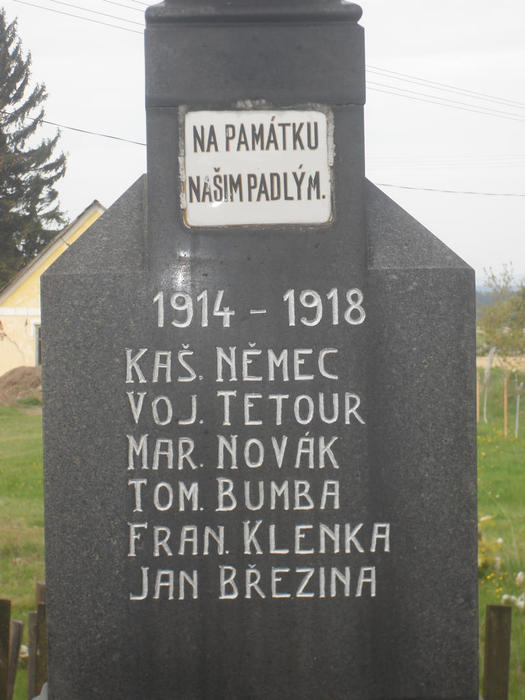 NA PAMÁTKU
NAŠIM PADLÝM.
1914 - 1918
KAŠ. NĚMEC
VOJ. TETOUR
MAR. NOVÁK
TOM. BUMBA
FRAN. KLENKA
JAN BŘEZINA